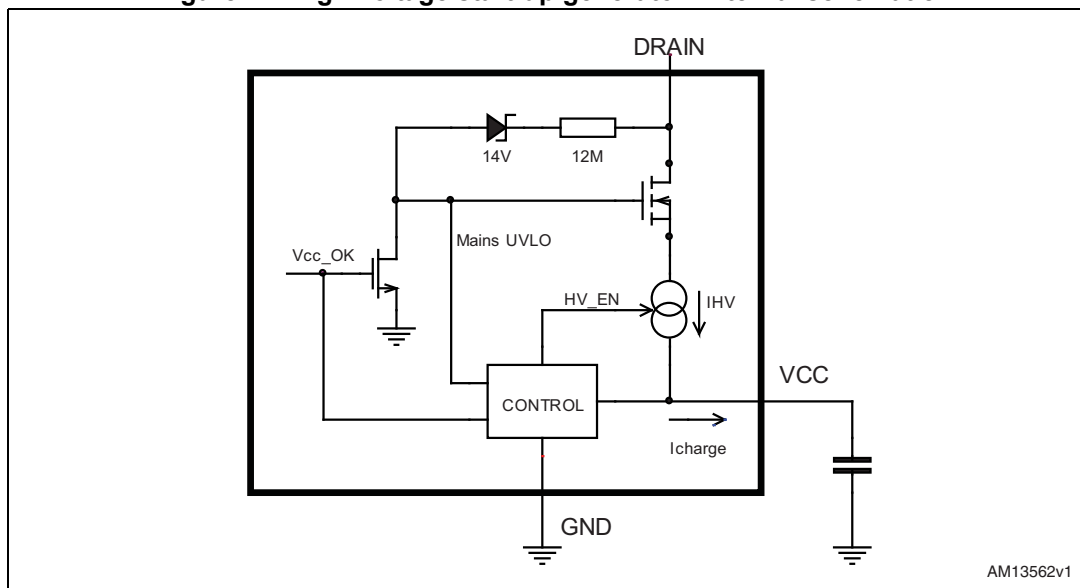 DRAIN
14V
12M
Mains UVLO
Vcc_OK
HV_EN
IHV
VCC
CONTROL
Icharge
GND
AM13562v1